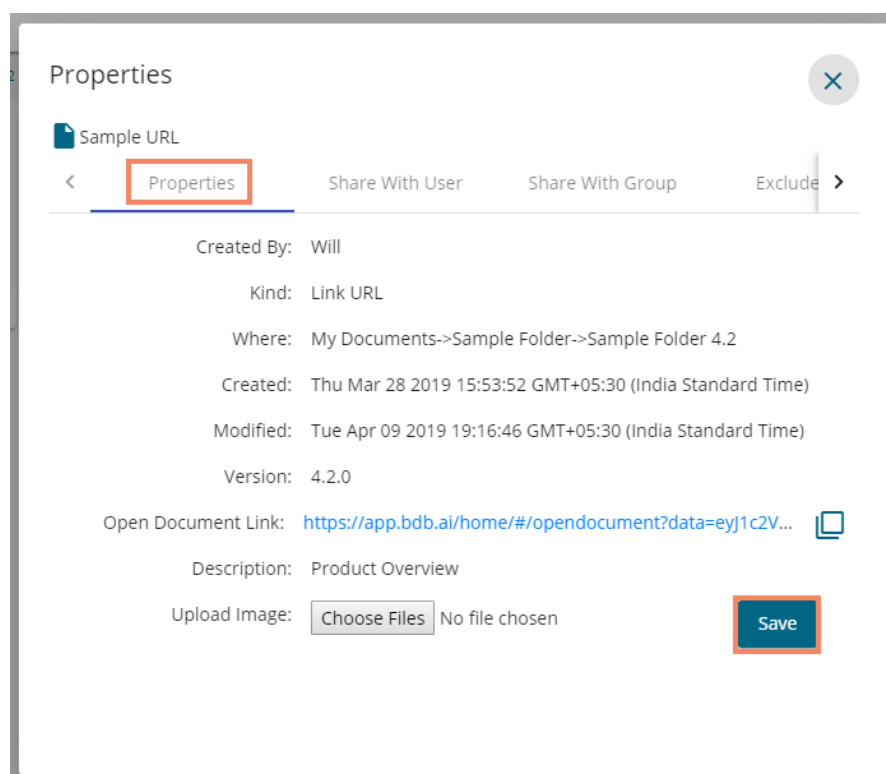 2
Properties
Sample URL
Properties Share With User Share With Group Exclude
Created By: Will
Kind: Link URL
Where: My Documents->Sample Folder->Sample Folder 4.2
Created: Thu Mar 28 2019 15:53:52 GMT+05:30 (India Standard Time)
Modified: Tue Apr 09 2019 19:16:46 GMT+05:30 (India Standard Time)
Version: 4.2.0
Open Document Link: https://app.bdb.ai/home/#/opendocument?data=eyJ1c2V...
Description: Product Overview
Upload Image: Choose Files No file chosen
Save